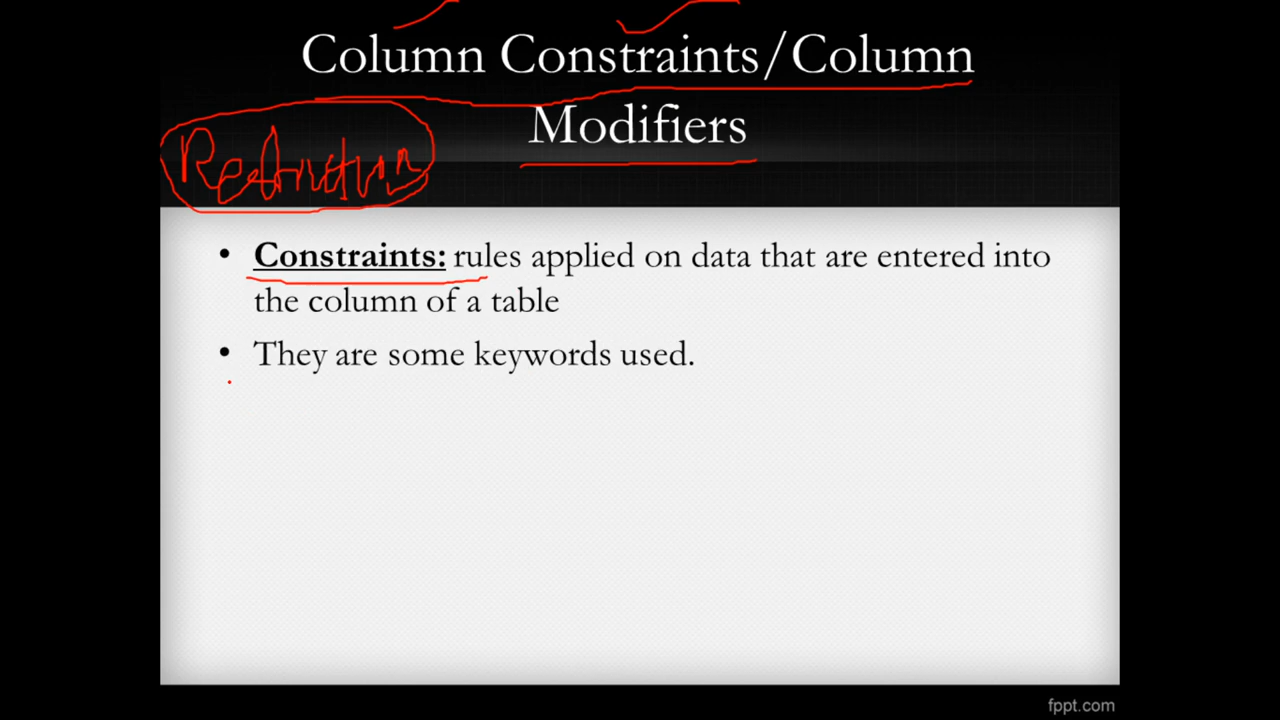 Column Constraints/Column
Modifiers
Restriction
• Constraints: rules applied on data that are entered into
the column of a table
• They are some keywords used.
fppt.com